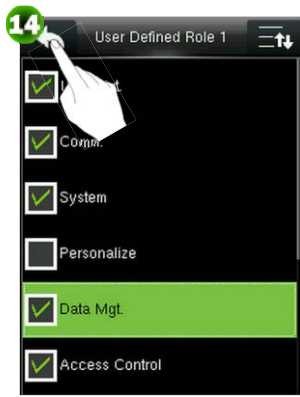 14
User Defined Role 1
Comm.
System
Personalize
Data Mgt.
Access Control